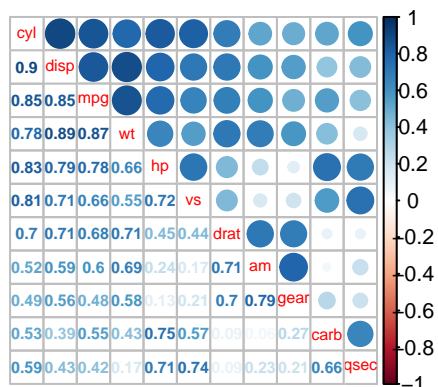 cyl
0.9 disp
0.85 0.85 mpg
0.78 0.89 0.87 wt
0.83 0.79 0.78 0.66 hp
0.81 0.71 0.66 0.55 0.72 vs
0.7 0.71 0.68 0.71 0.45 0.44 drat
0.52 0.59 0.6 0.69 0.24 0.17 0.71 am
0.49 0.56 0.48 0.58 0.13 0.21 0.7 0.79 gear
0.53 0.39 0.55 0.43 0.75 0.57 0.09 0.06 0.27 carb
0.59 0.43 0.42 0.17 0.71 0.74 0.09 0.23 0.21 0.66 qsec
1
0.8
0.6
0.4
0.2
0
-0.2
-0.4
-0.6
-0.8
-1